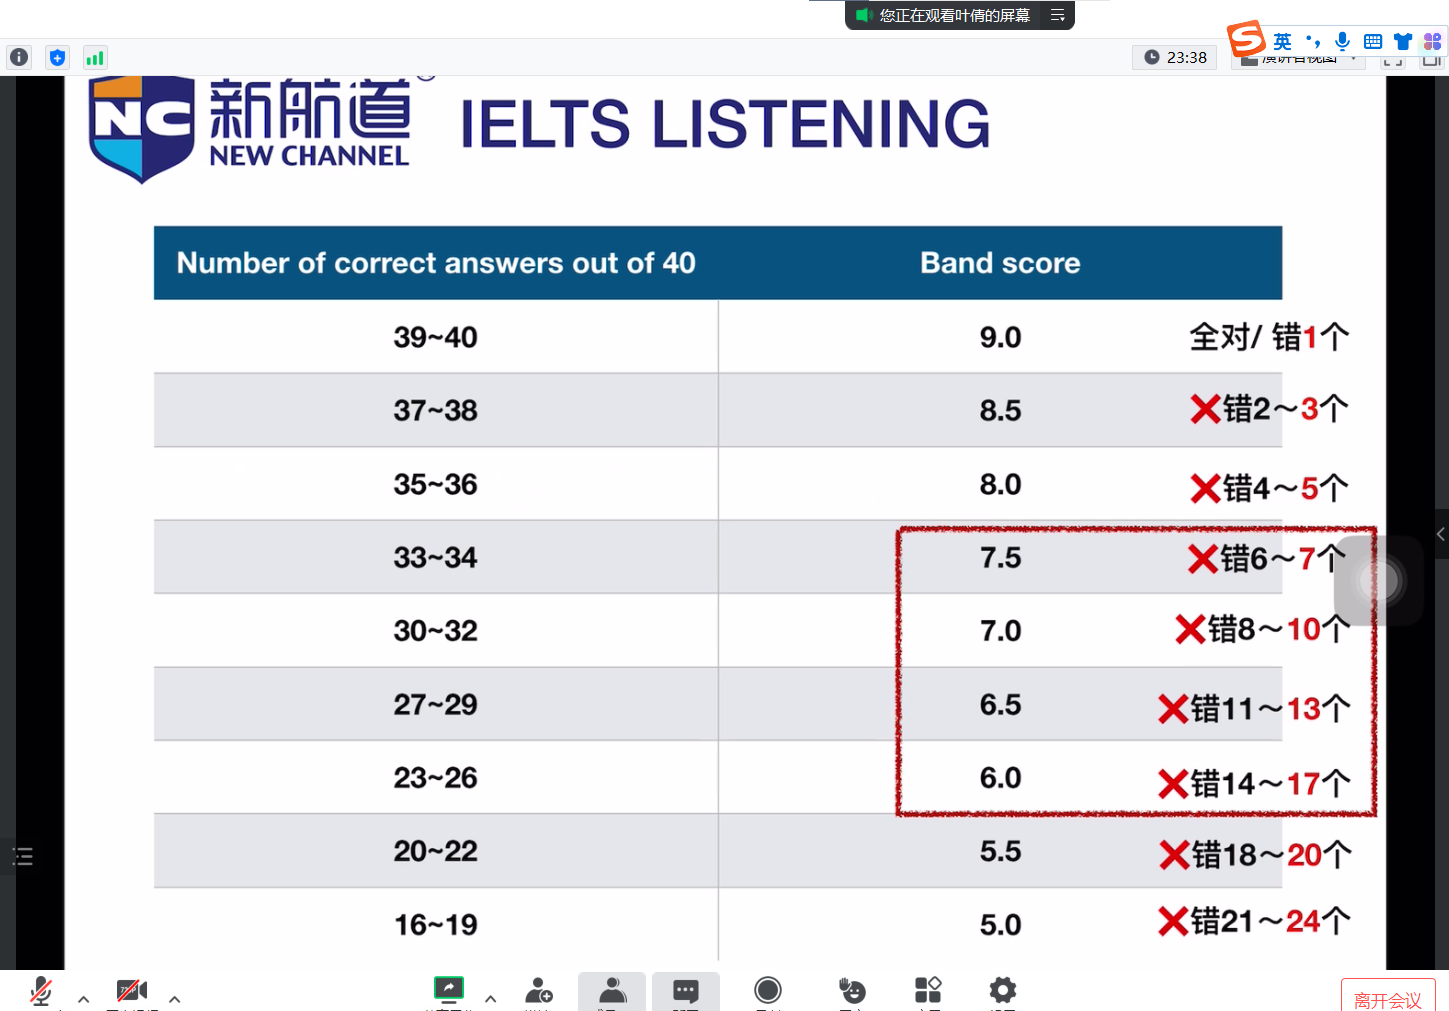 您正在观看叶倩的屏幕
英
23:38
演讲者视图
新航道
NEW CHANNEL
NC
IELTS LISTENING
Number of correct answers out of 40 Band score
39~40 9.0 全对/ 错1个
37~38 8.5 ❌错2～3个
35~36 8.0 ❌错4～5个
33~34 7.5 ❌错6～7个
30~32 7.0 ❌错8～10个
27~29 6.5 ❌错11～13个
23~26 6.0 ❌错14～17个
20~22 5.5 ❌错18～20个
16~19 5.0 ❌错21～24个
离开会议